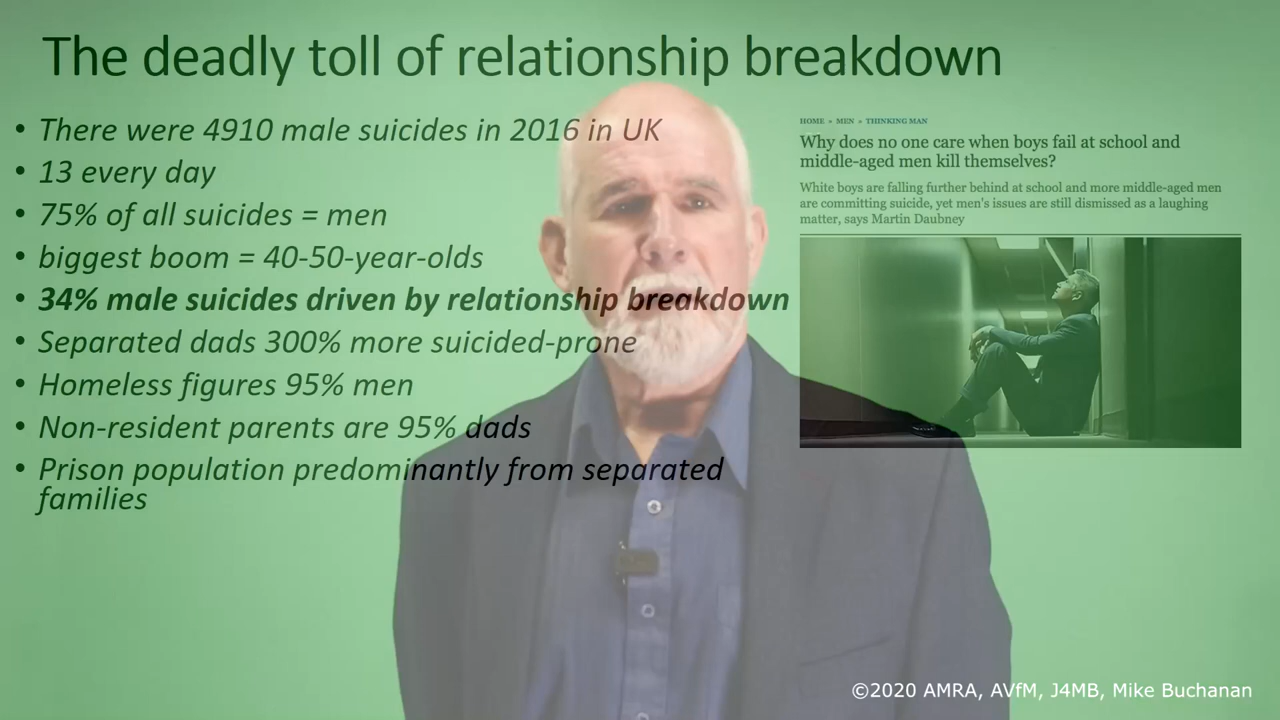 The deadly toll of relationship breakdown
• There were 4910 male suicides in 2016 in UK
• 13 every day
• 75% of all suicides = men
• biggest boom = 40-50-year-olds
• 34% male suicides driven by relationship breakdown
• Separated dads 300% more suicided-prone
• Homeless figures 95% men
• Non-resident parents are 95% dads
• Prison population predominantly from separated
families
HOME » MEN » THINKING MAN
Why does no one care when boys fail at school and
middle-aged men kill themselves?
White boys are falling further behind at school and more middle-aged men
are committing suicide, yet men's issues are still dismissed as a laughing
matter, says Martin Daubney
©2020 AMRA, AVfM, J4MB, Mike Buchanan